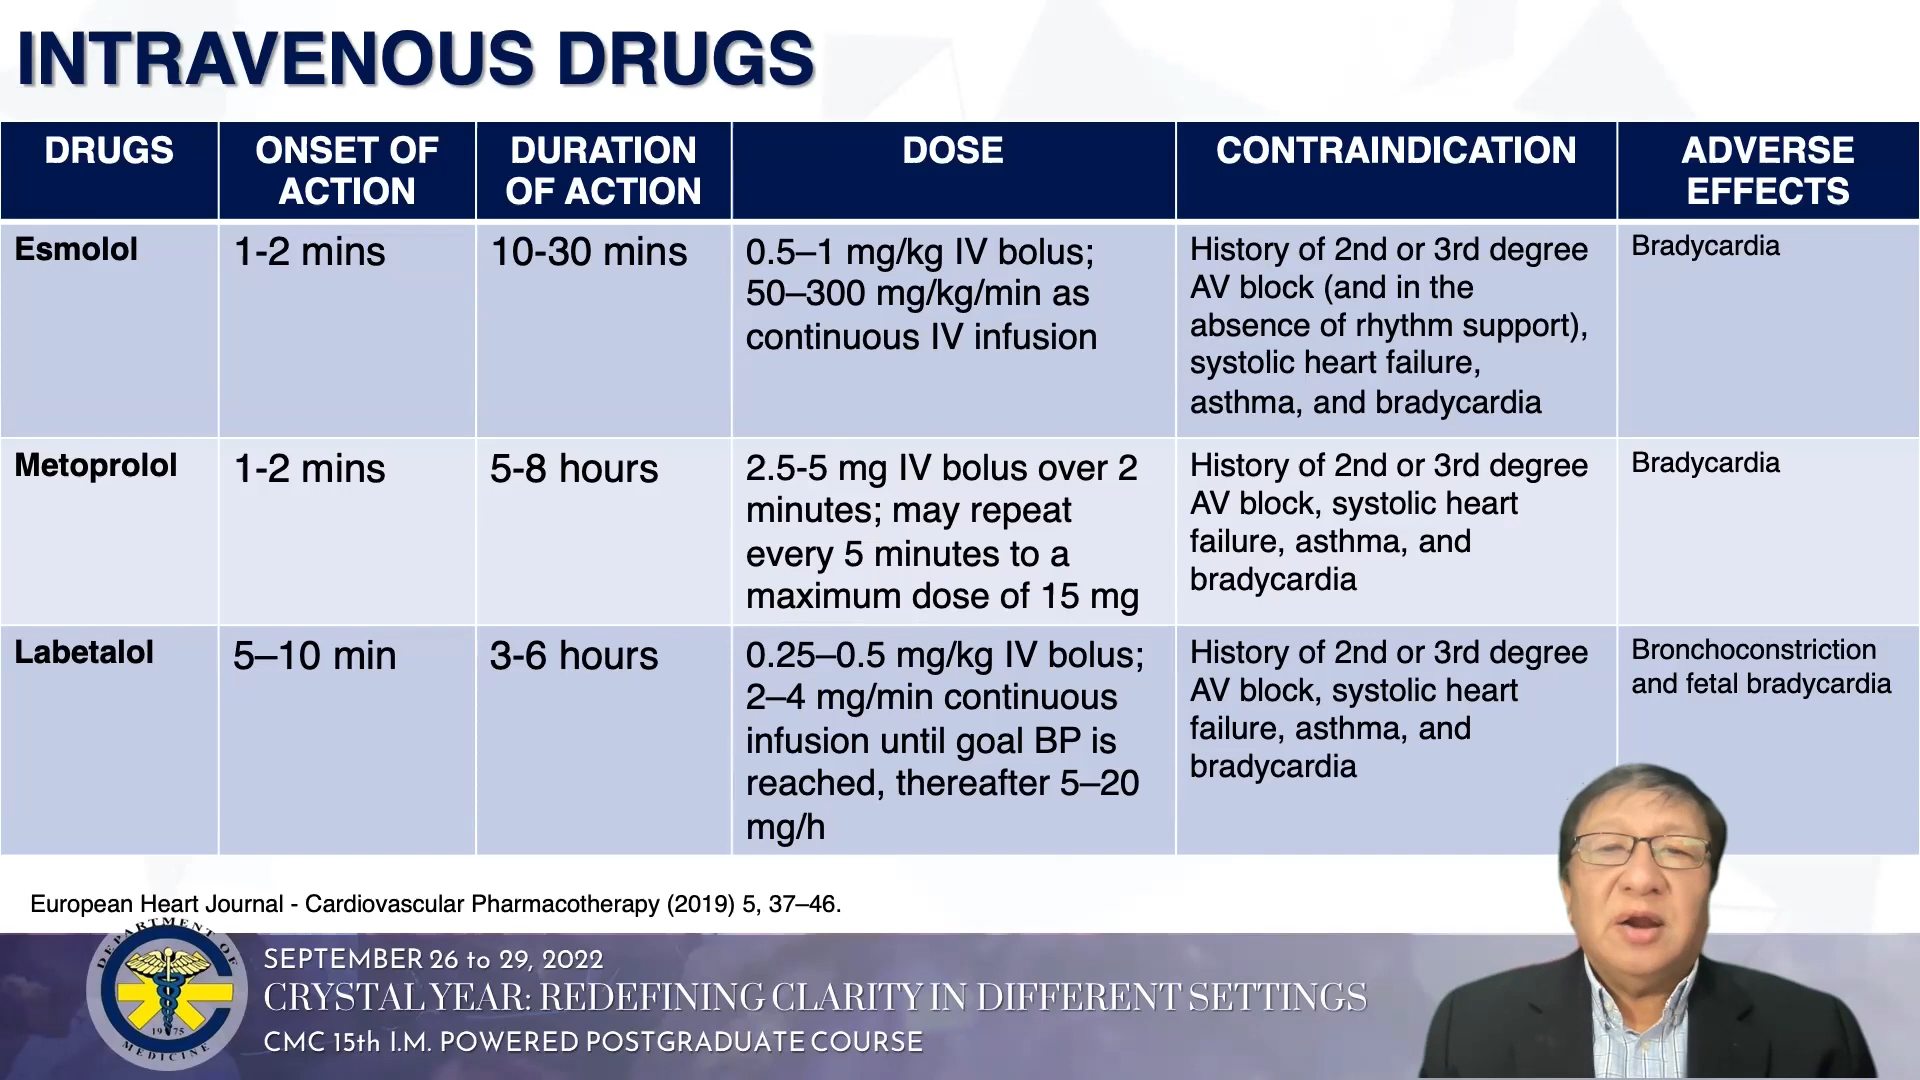 INTRAVENOUS DRUGS
DRUGS
ONSET OF
ACTION
DURATION
OF ACTION
DOSE
CONTRAINDICATION
ADVERSE
EFFECTS
Esmolol
1-2 mins
10-30 mins
0.5–1 mg/kg IV bolus;
50–300 mg/kg/min as
continuous IV infusion
History of 2nd or 3rd degree
AV block (and in the
absence of rhythm support),
systolic heart failure,
asthma, and bradycardia
Bradycardia
Metoprolol
1-2 mins
5-8 hours
2.5-5 mg IV bolus over 2
minutes; may repeat
every 5 minutes to a
maximum dose of 15 mg
History of 2nd or 3rd degree
AV block, systolic heart
failure, asthma, and
bradycardia
Bradycardia
Labetalol
5–10 min
3-6 hours
0.25–0.5 mg/kg IV bolus;
2–4 mg/min continuous
infusion until goal BP is
reached, thereafter 5–20
mg/h
History of 2nd or 3rd degree
AV block, systolic heart
failure, asthma, and
bradycardia
Bronchoconstriction
and fetal bradycardia
European Heart Journal - Cardiovascular Pharmacotherapy (2019) 5, 37–46.
DEPARTMENT OF
1975
MEDICINE
SEPTEMBER 26 to 29, 2022
CRYSTAL YEAR: REDEFINING CLARITY IN DIFFERENT SETTINGS
CMC 15th I.M. POWERED POSTGRADUATE COURSE